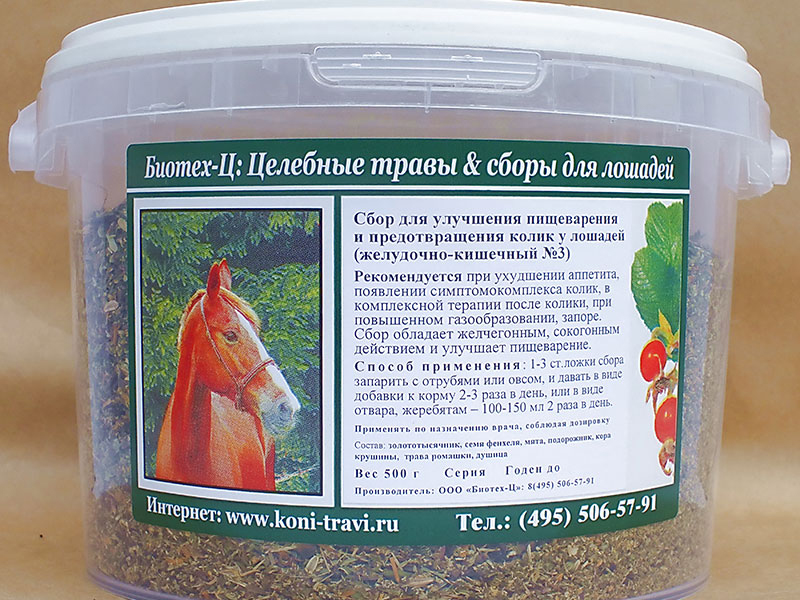 Биотех-Ц: Целебные травы & сборы для лошадей
Сбор для улучшения пищеварения
и предотвращения колик у лошадей
(желудочно-кишечный №3)
Рекомендуется при ухудшении аппетита,
появлении симптомокомплекса колик, в
комплексной терапии после колики, при
повышенном газообразовании, запоре.
Сбор обладает желчегонным, сокогонным
действием и улучшает пищеварение.
Способ применения: 1-3 ст.ложки сбора
запарить с отрубями или овсом, и давать в виде
добавки к корму 2-3 раза в день, или в виде
отвара, жеребятам – 100-150 мл 2 раза в день.
Применять по назначению врача, соблюдая дозировку
Состав: золототысячник, семя фенхеля, мята, подорожник, кора
крушины, трава ромашки, душица
Вес 500 г Серия Годен до
Производитель: ООО «Биотех-Ц»: 8(495) 506-57-91
Интернет: www.koni-travi.ru Тел.: (495) 506-57-91